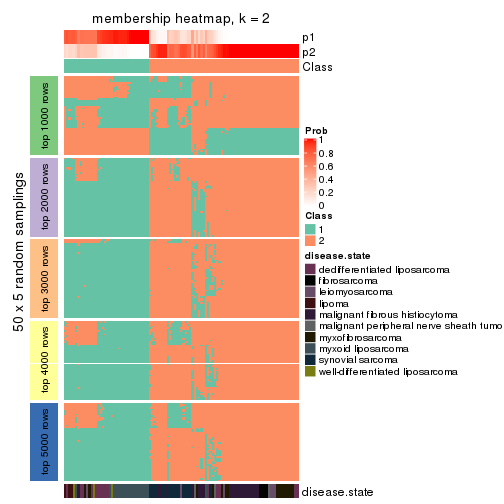 membership heatmap, k = 2
p1
p2
Class
50 x 5 random samplings
top 1000 rows
top 2000 rows
top 3000 rows
top 4000 rows
top 5000 rows
Prob
1
0.8
0.6
0.4
0.2
0
Class
1
2
disease.state
dedifferentiated liposarcoma
fibrosarcoma
leiomyosarcoma
lipoma
malignant fibrous histiocytoma
malignant peripheral nerve sheath tumo
myxofibrosarcoma
myxoid liposarcoma
synovial sarcoma
well-differentiated liposarcoma
disease.state